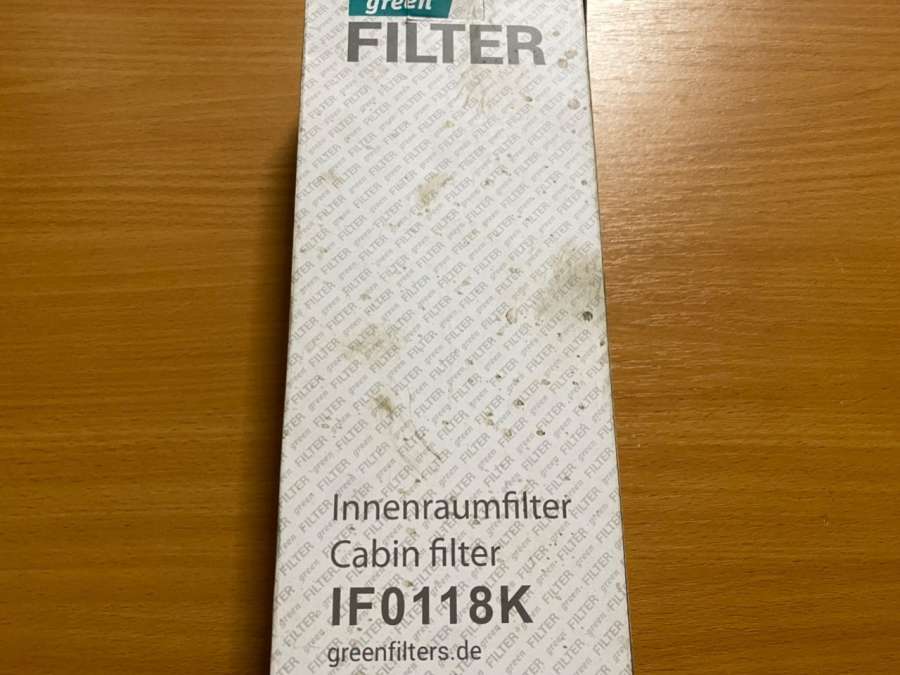 green
FILTER
Innenraumfilter
Cabin filter
IF0118K
greenfilters.de